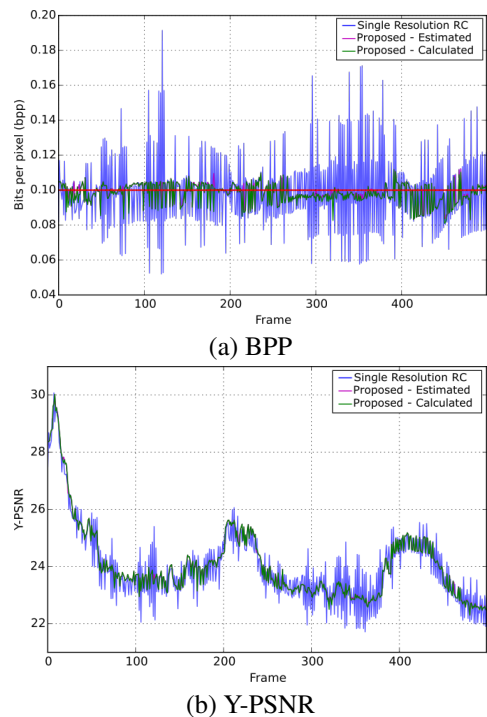 0.20
Single Resolution RC
Proposed - Estimated
Proposed - Calculated
0.18
0.16
0.14
0.12
0.10
0.08
0.06
0.04
Bits per pixel (bpp)
0 100 200 300 400
Frame
(a) BPP
Single Resolution RC
Proposed - Estimated
Proposed - Calculated
30
28
26
24
22
Y-PSNR
0 100 200 300 400
Frame
(b) Y-PSNR